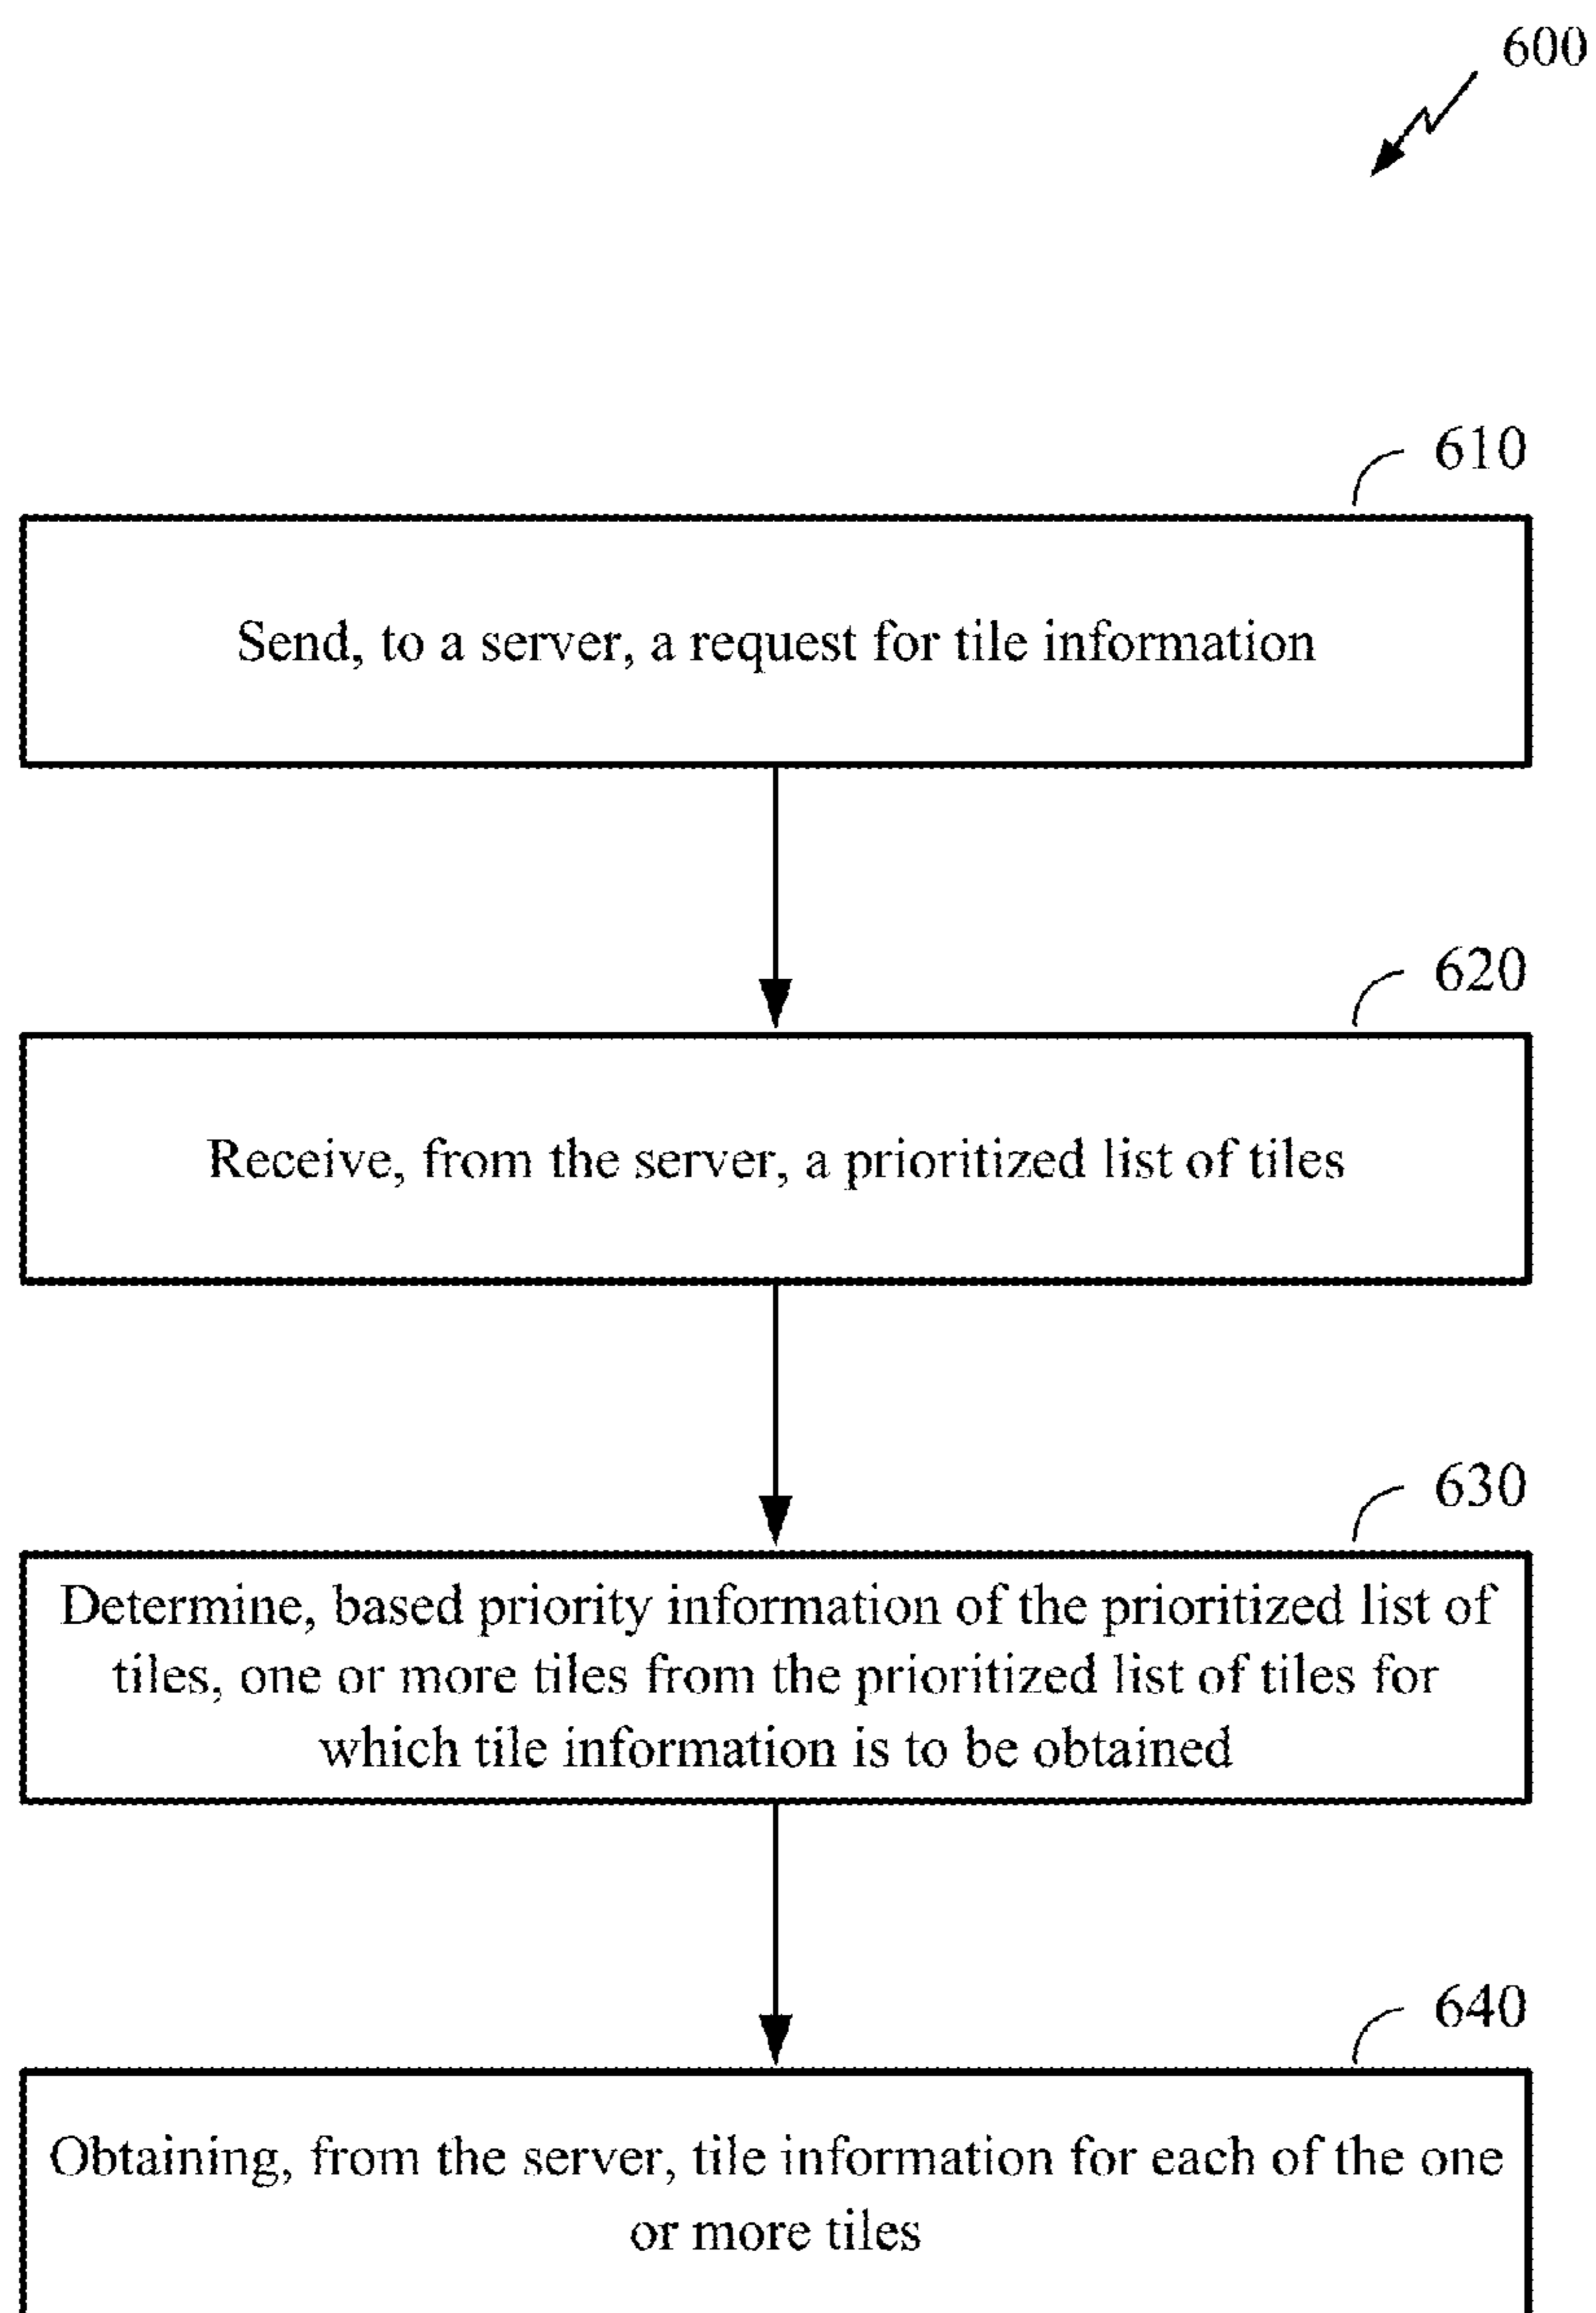 600
610
Send, to a server, a request for tile information
620
Receive, from the server, a prioritized list of tiles
630
Determine, based priority information of the prioritized list of
tiles, one or more tiles from the prioritized list of tiles for
which tile information is to be obtained
640
Obtaining, from the server, tile information for each of the one
or more tiles